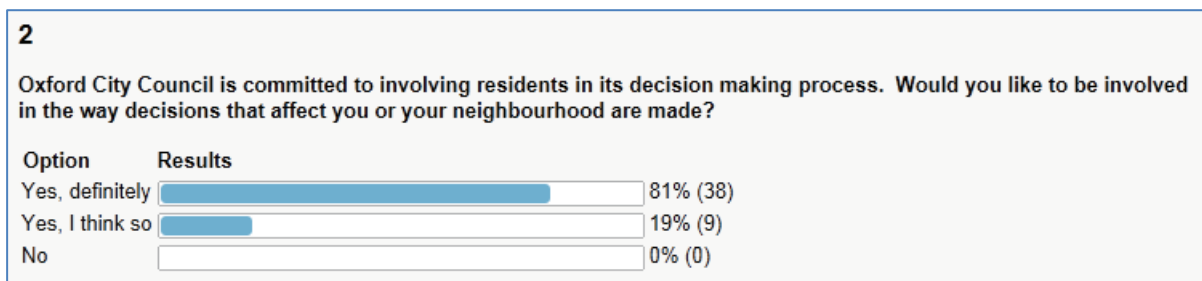 2
Oxford City Council is committed to involving residents in its decision making process.  Would you like to be involved
in the way decisions that affect you or your neighbourhood are made?
Option Results
Yes, definitely 81% (38)
Yes, I think so 19% (9)
No 0% (0)